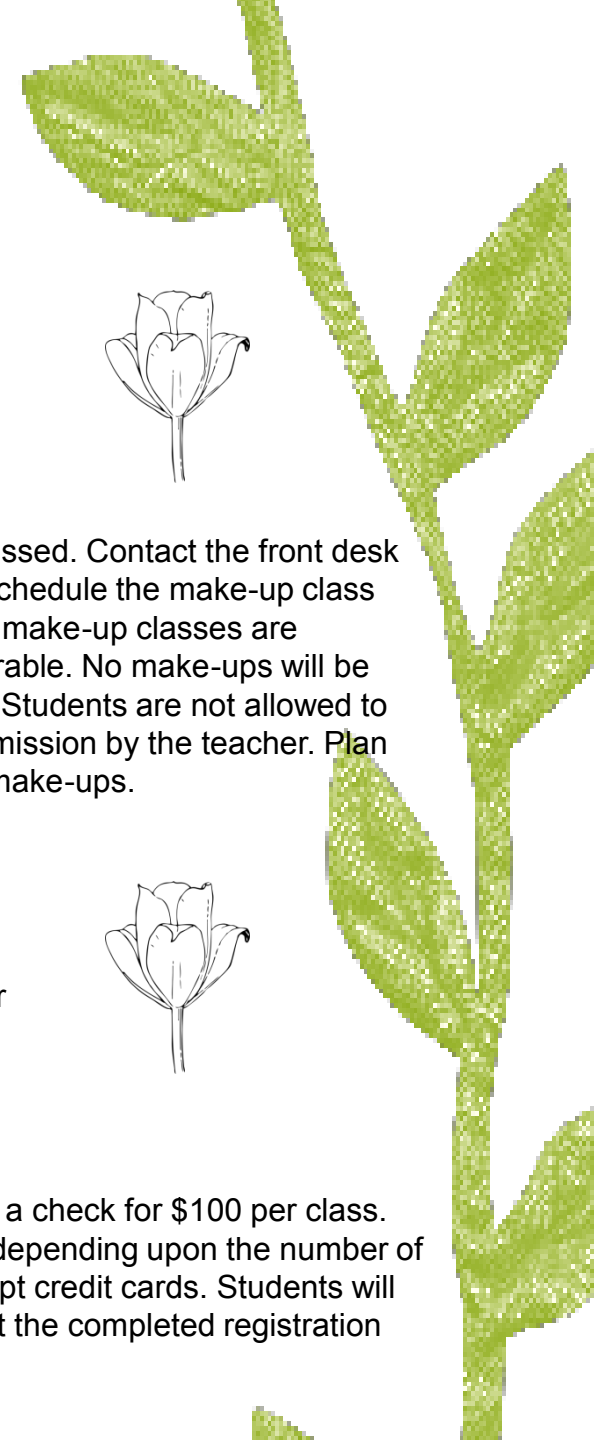 ssed. Contact the front desk
chedule the make-up class
make-up classes are
rable. No make-ups will be
Students are not allowed to
mission by the teacher. Plan
make-ups.
r
a check for $100 per class.
depending upon the number of
pt credit cards. Students will
t the completed registration